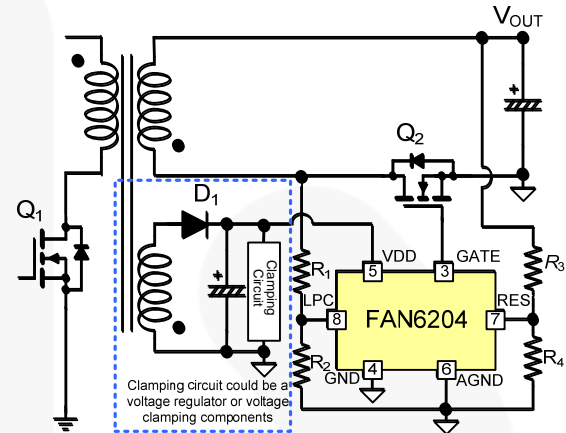 VOUT
Q2
D1
Q1
Clamping
Circuit
R1
VDD
GATE
R3
5
3
LPC
RES
8
FAN6204
7
R2
R4
GND
4
6
AGND
Clamping circuit could be a
voltage regulator or voltage
clamping components